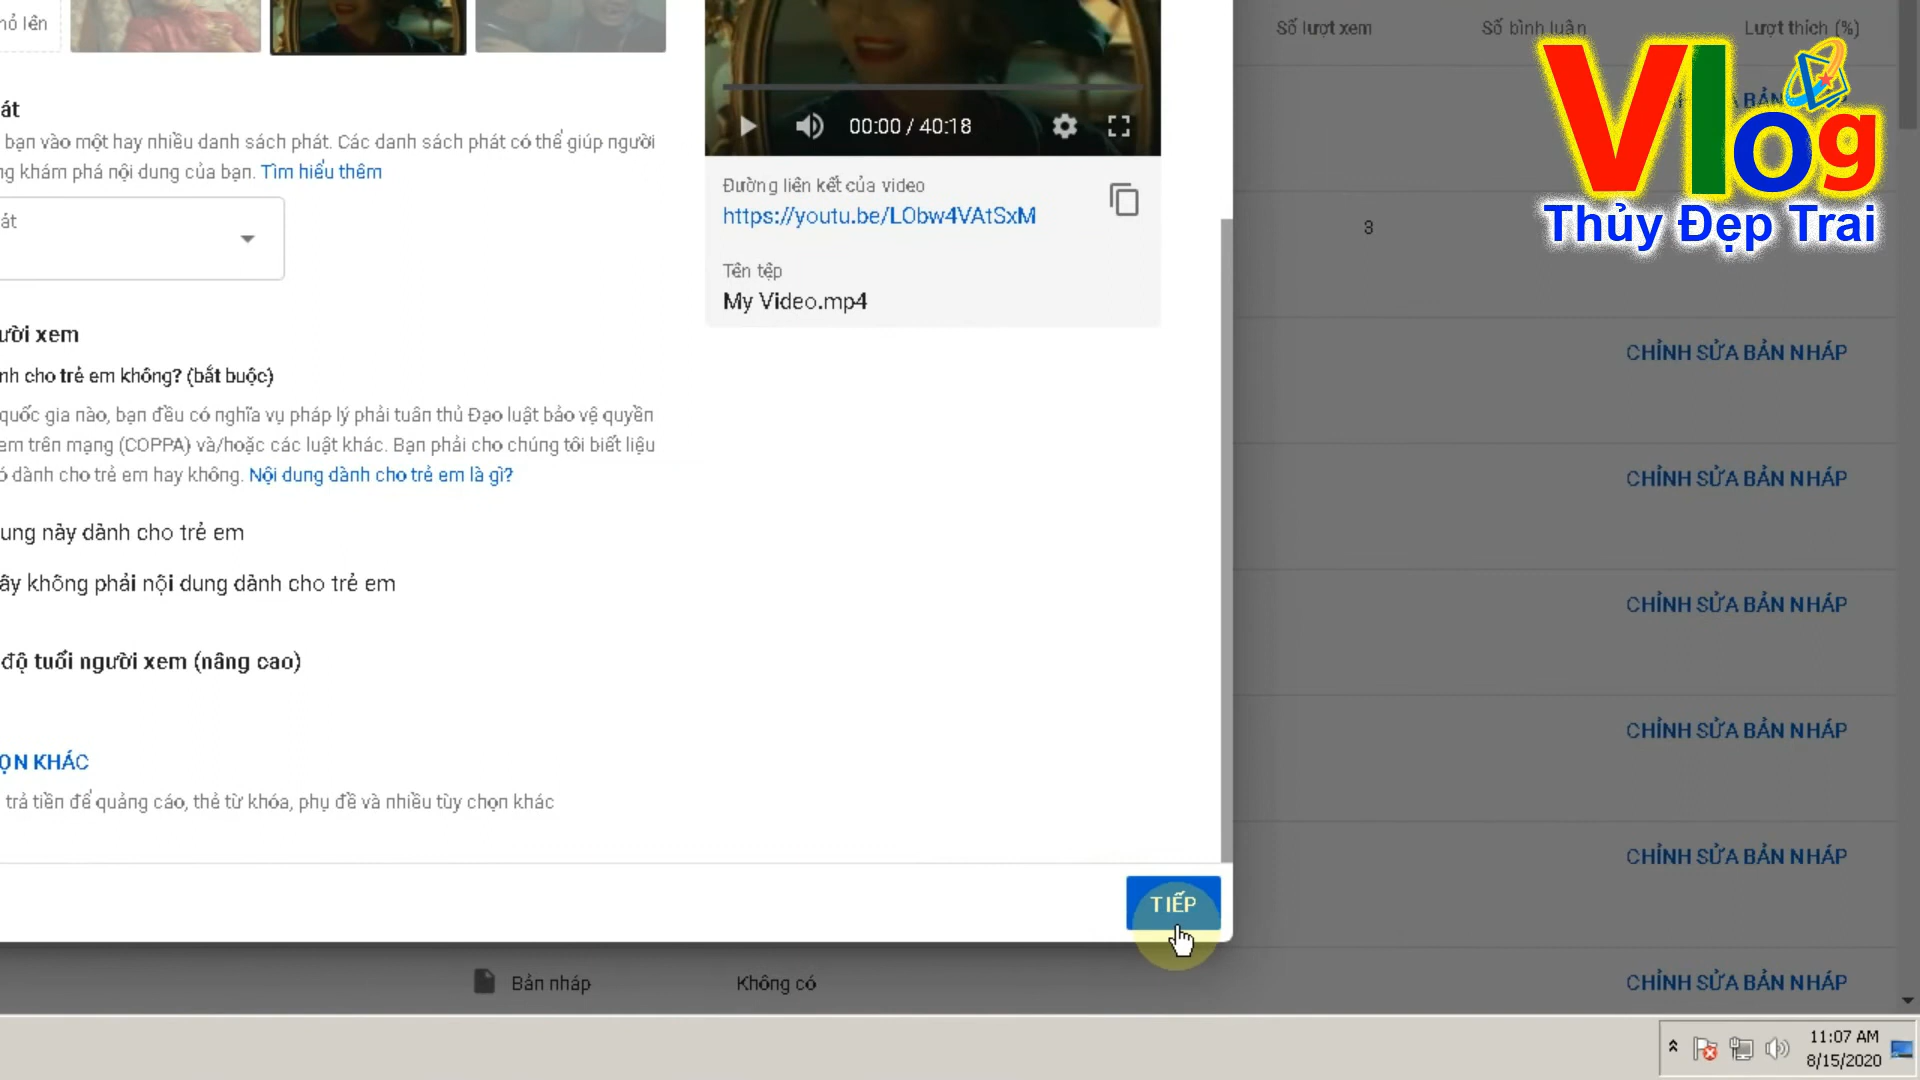 lên
át
bạn vào một hay nhiều danh sách phát. Các danh sách phát có thể giúp người
ng khám phá nội dung của bạn. Tìm hiểu thêm
át
ười xem
nh cho trẻ em không? (bắt buộc)
quốc gia nào, bạn đều có nghĩa vụ pháp lý phải tuân thủ Đạo luật bảo vệ quyền
em trên mạng (COPPA) và/hoặc các luật khác. Bạn phải cho chúng tôi biết liệu
ó dành cho trẻ em hay không. Nội dung dành cho trẻ em là gì?
ung này dành cho trẻ em
ây không phải nội dung dành cho trẻ em
độ tuổi người xem (nâng cao)
ỌN KHÁC
trả tiền để quảng cáo, thẻ từ khóa, phụ đề và nhiều tùy chọn khác
00:00 / 40:18
Đường liên kết của video
https://youtu.be/LObw4VAtSxM
Tên tệp
My Video.mp4
TIẾP
Số lượt xem Số bình luận Lượt thích (%)
Vlog
Thủy Đẹp Trai
3
CHỈNH SỬA BẢN NHÁP
CHỈNH SỬA BẢN NHÁP
CHỈNH SỬA BẢN NHÁP
CHỈNH SỬA BẢN NHÁP
CHỈNH SỬA BẢN NHÁP
Bản nháp Không có CHỈNH SỬA BẢN NHÁP
11:07 AM
8/15/2020